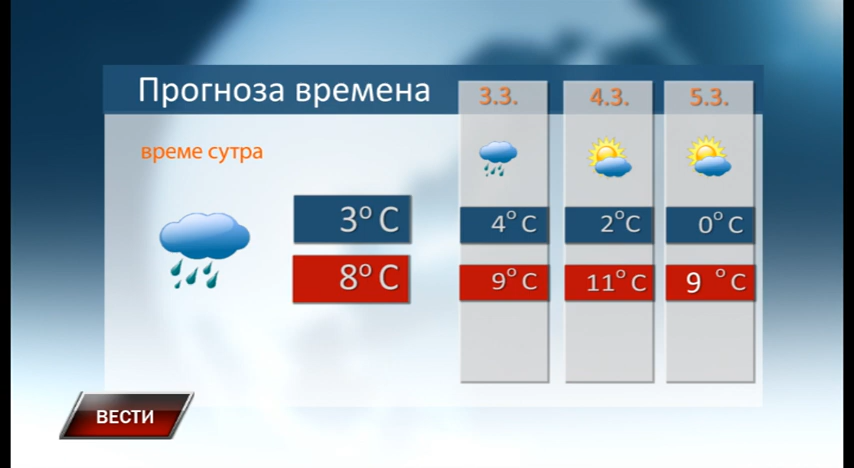 Прогноза времена
време сутра
3° C
8° C
3.3.
4° C
9° C
4.3.
2°C
11° C
5.3.
0° C
9 ° C
ВЕСТИ